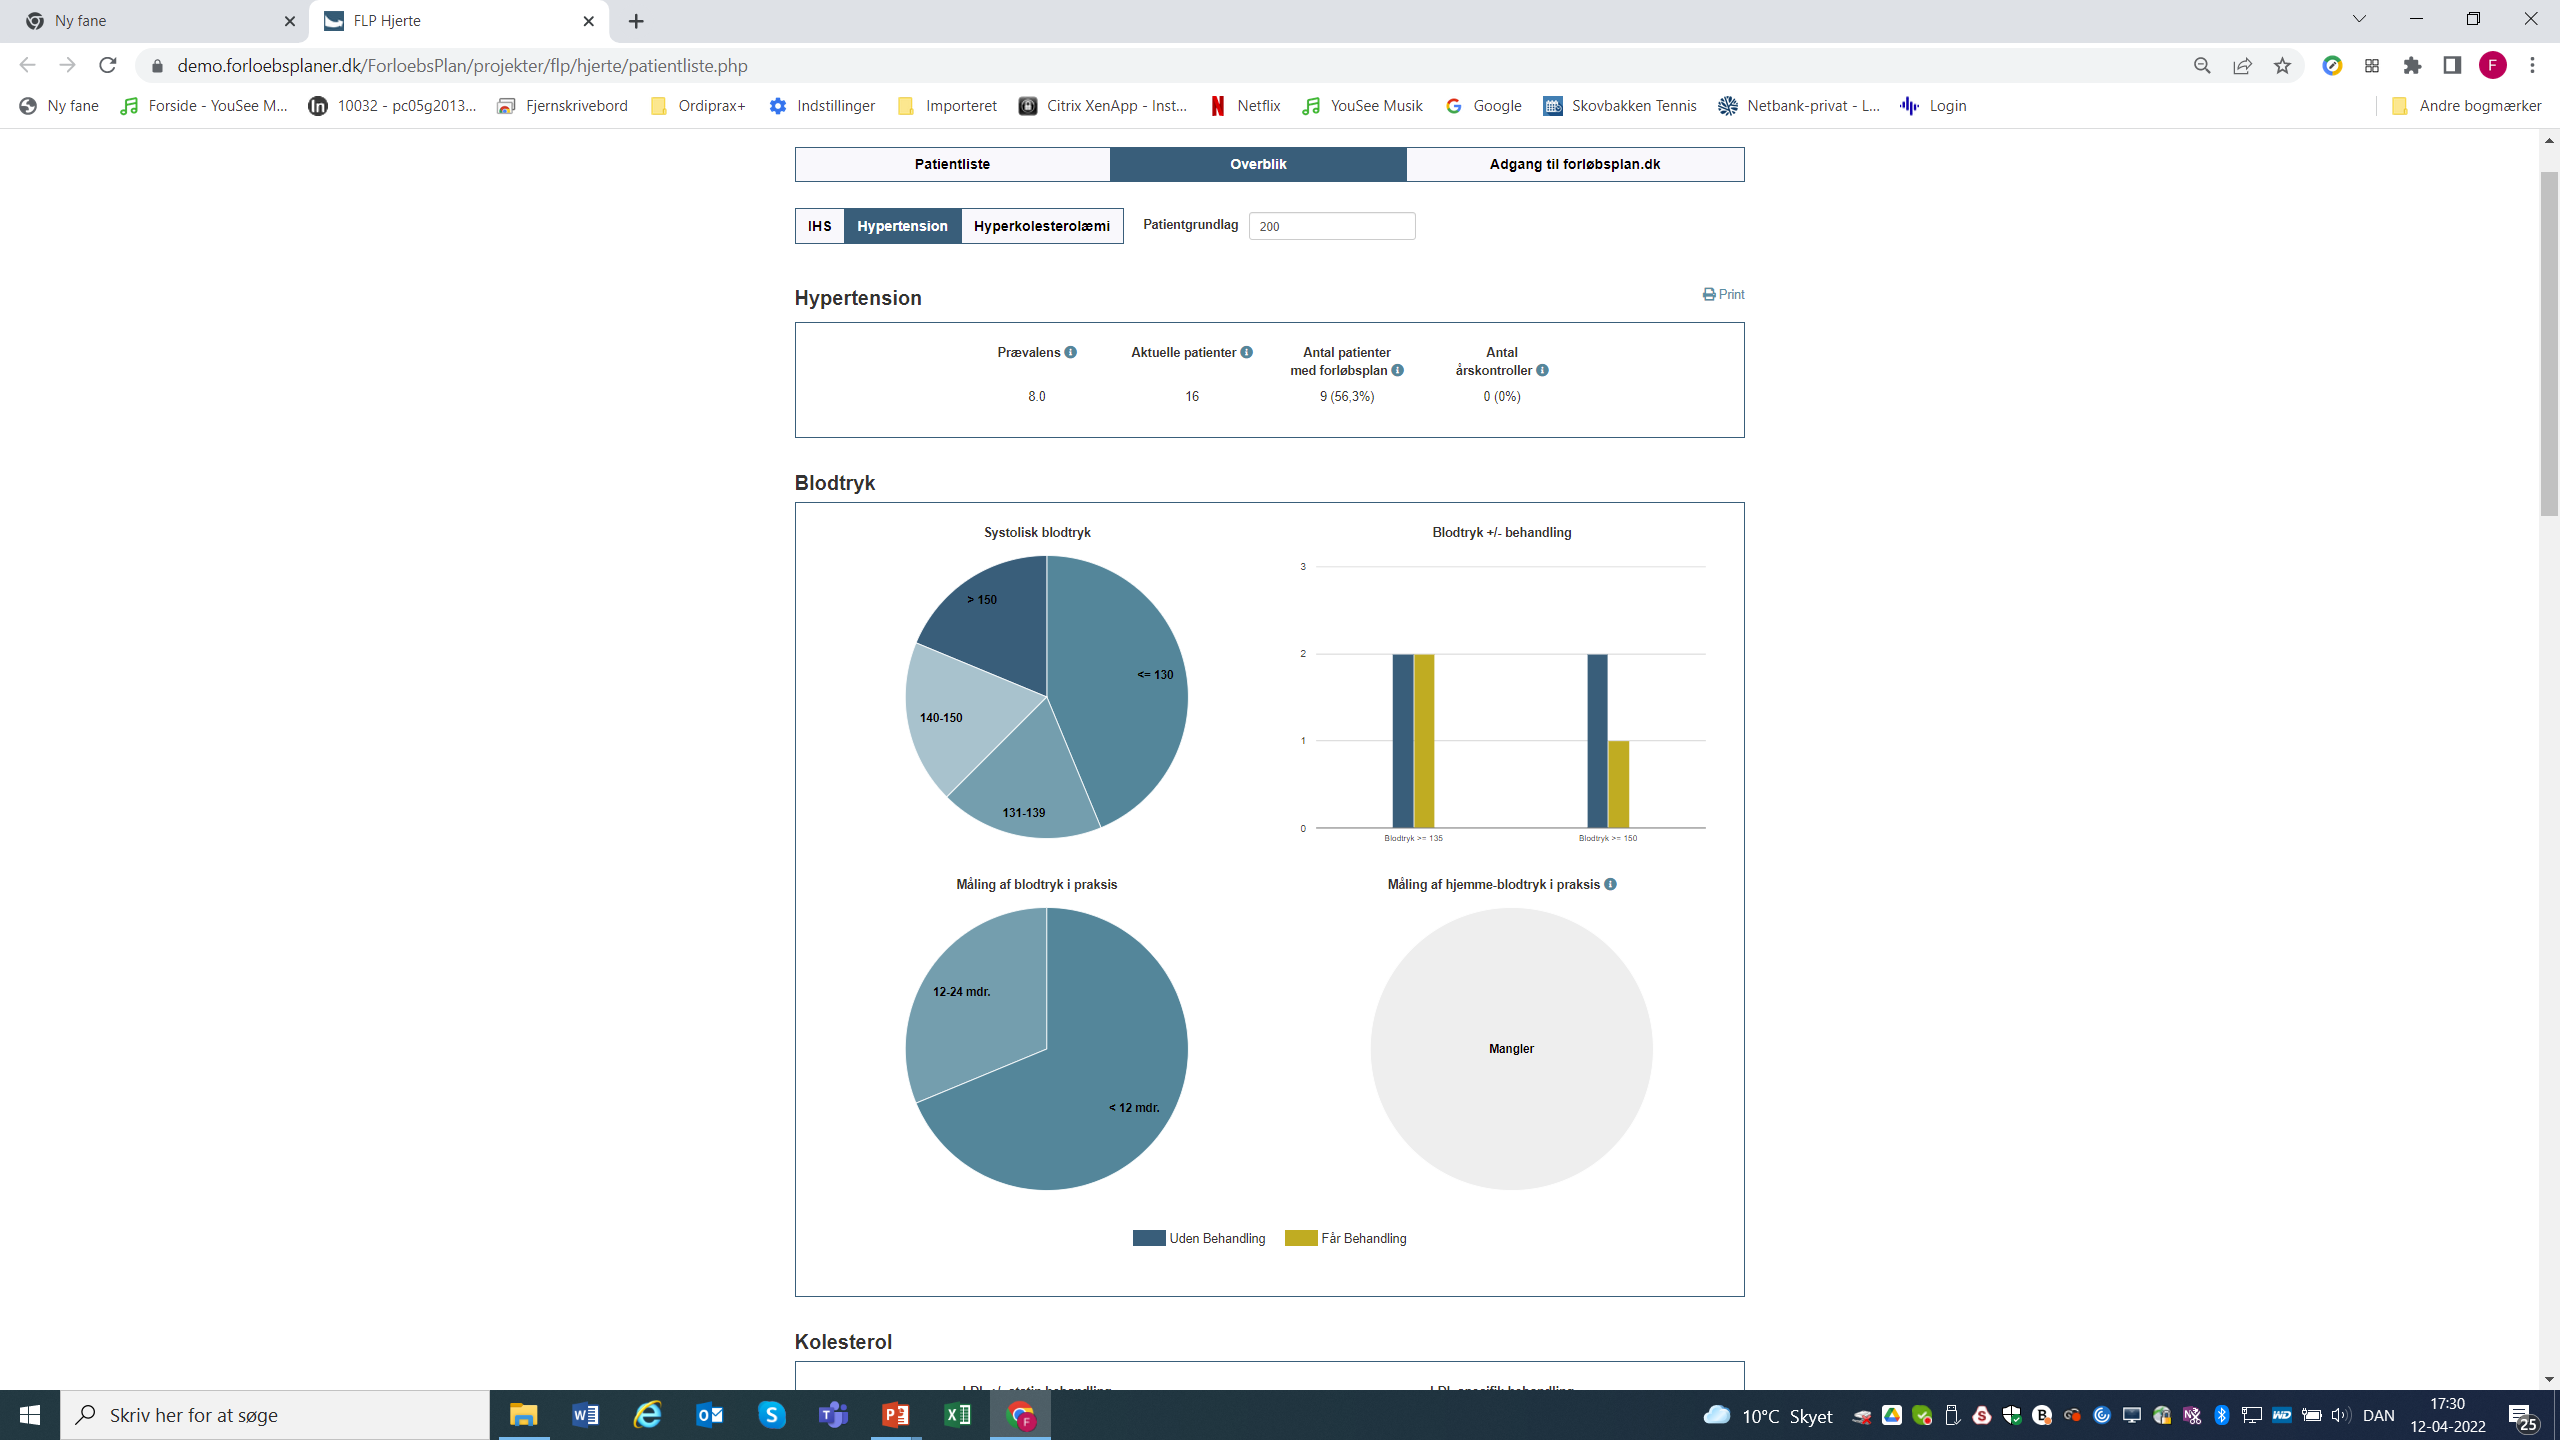 Ny fane
FLP Hjerte
demo.forloebsplaner.dk/ForloebsPlan/projekter/flp/hjerte/patientliste.php
F
Ny fane
Forside - YouSee M...
10032 - pc05g2013...
Fjernskrivebord
Ordiprax+
Indstillinger
Importeret
Citrix XenApp - Inst...
Netflix
YouSee Musik
Google
Skovbakken Tennis
Netbank-privat - L...
Login
Andre bogmærker
Patientliste
Overblik
Adgang til forløbsplan.dk
IHS
Hypertension
Hyperkolesterolæmi
Patientgrundlag
200
Hypertension
Print
Prævalens
Aktuelle patienter
Antal patienter
med forløbsplan
Antal
årskontroller
8.0
16
9 (56,3%)
0 (0%)
Blodtryk
Systolisk blodtryk
> 150
<= 130
140-150
131-139
Blodtryk +/- behandling
3
2
1
0
Blodtryk >= 135
Blodtryk >= 150
Måling af blodtryk i praksis
12-24 mdr.
< 12 mdr.
Måling af hjemme-blodtryk i praksis
Mangler
Uden Behandling
Får Behandling
Kolesterol
Skriv her for at søge
10°C Skyet
DAN
17:30
12-04-2022
25